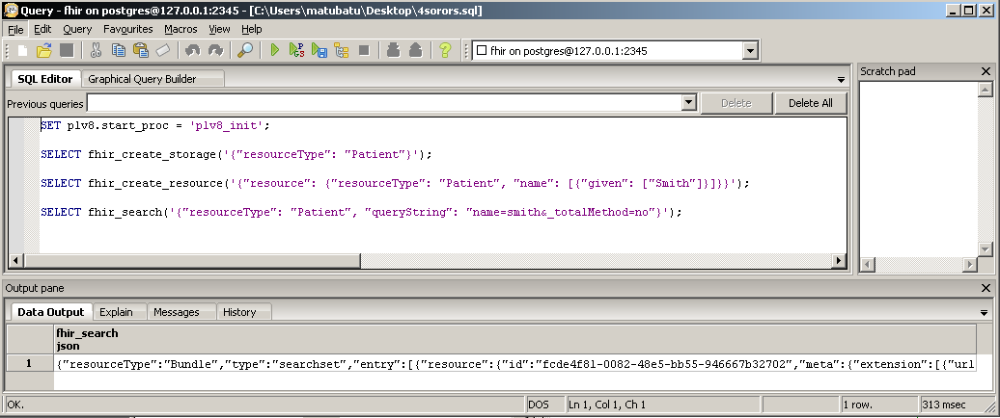 Query - fhir on postgres@127.0.0.1:2345 - [C:\Users\matubatu\Desktop\4sorors.sql]
File Edit Query Favourites Macros View Help
fhir on postgres@127.0.0.1:2345
SQL Editor Graphical Query Builder
Previous queries Delete Delete All
SET plv8.start_proc = 'plv8_init';
SELECT fhir_create_storage('{"resourceType": "Patient"}');
SELECT fhir_create_resource('{"resource": {"resourceType": "Patient", "name": [{"given": ["Smith"]}]}}');
SELECT fhir_search('{"resourceType": "Patient", "queryString": "name=smith&_totalMethod=no"}');
Scratch pad
Output pane
Data Output Explain Messages History
fhir_search
json
1 {"resourceType":"Bundle","type":"searchset","entry":[{"resource":{"id":"fcde4f81-0082-48e5-bb55-946667b32702","meta":{"extension":[{"url
OK. DOS Ln 1, Col 1, Ch 1 1 row. 313 msec